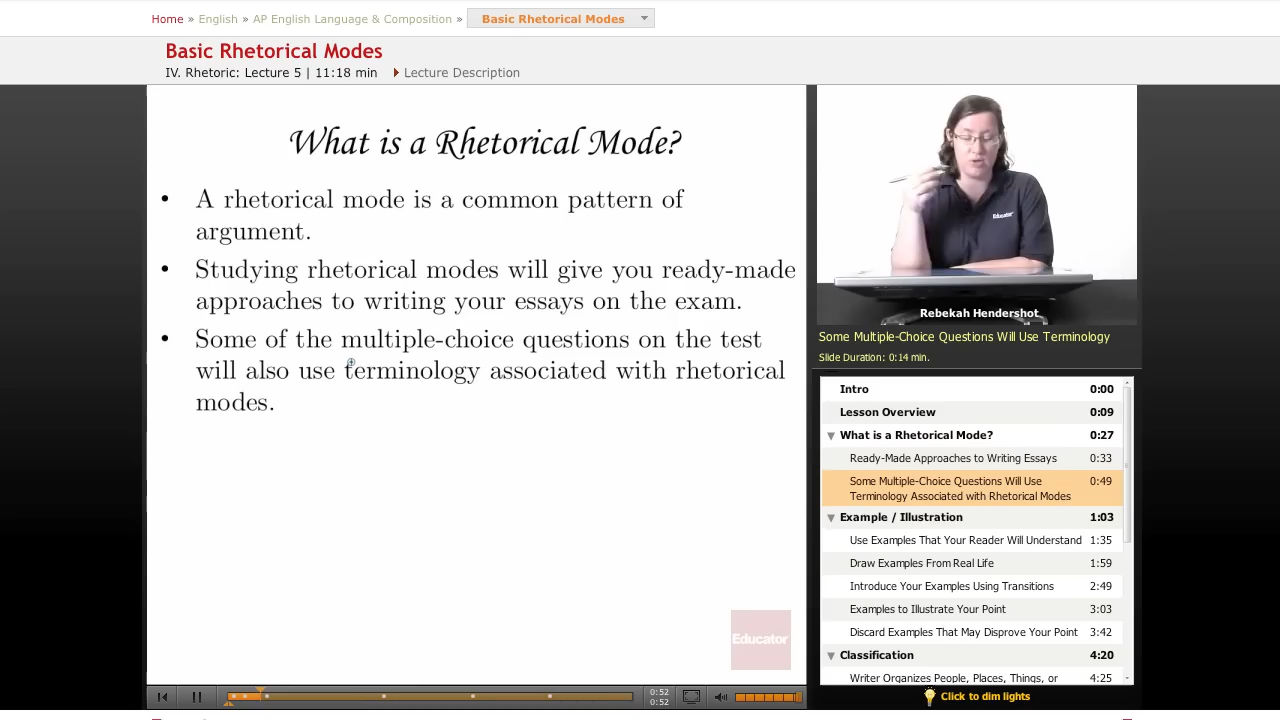 Home » English » AP English Language & Composition » Basic Rhetorical Modes
Basic Rhetorical Modes
IV. Rhetoric: Lecture 5 | 11:18 min Lecture Description
What is a Rhetorical Mode?
• A rhetorical mode is a common pattern of
argument.
• Studying rhetorical modes will give you ready-made
approaches to writing your essays on the exam.
• Some of the multiple-choice questions on the test
will also use terminology associated with rhetorical
modes.
Educator
0:52
0:52
Educator
Rebekah Hendershot
Some Multiple-Choice Questions Will Use Terminology
Slide Duration: 0:14 min.
Intro 0:00
Lesson Overview 0:09
What is a Rhetorical Mode? 0:27
Ready-Made Approaches to Writing Essays 0:33
Some Multiple-Choice Questions Will Use 0:49
Terminology Associated with Rhetorical Modes
Example / Illustration 1:03
Use Examples That Your Reader Will Understand 1:35
Draw Examples From Real Life 1:59
Introduce Your Examples Using Transitions 2:49
Examples to Illustrate Your Point 3:03
Discard Examples That May Disprove Your Point 3:42
Classification 4:20
Writer Organizes People, Places, Things, or 4:25
Click to dim lights